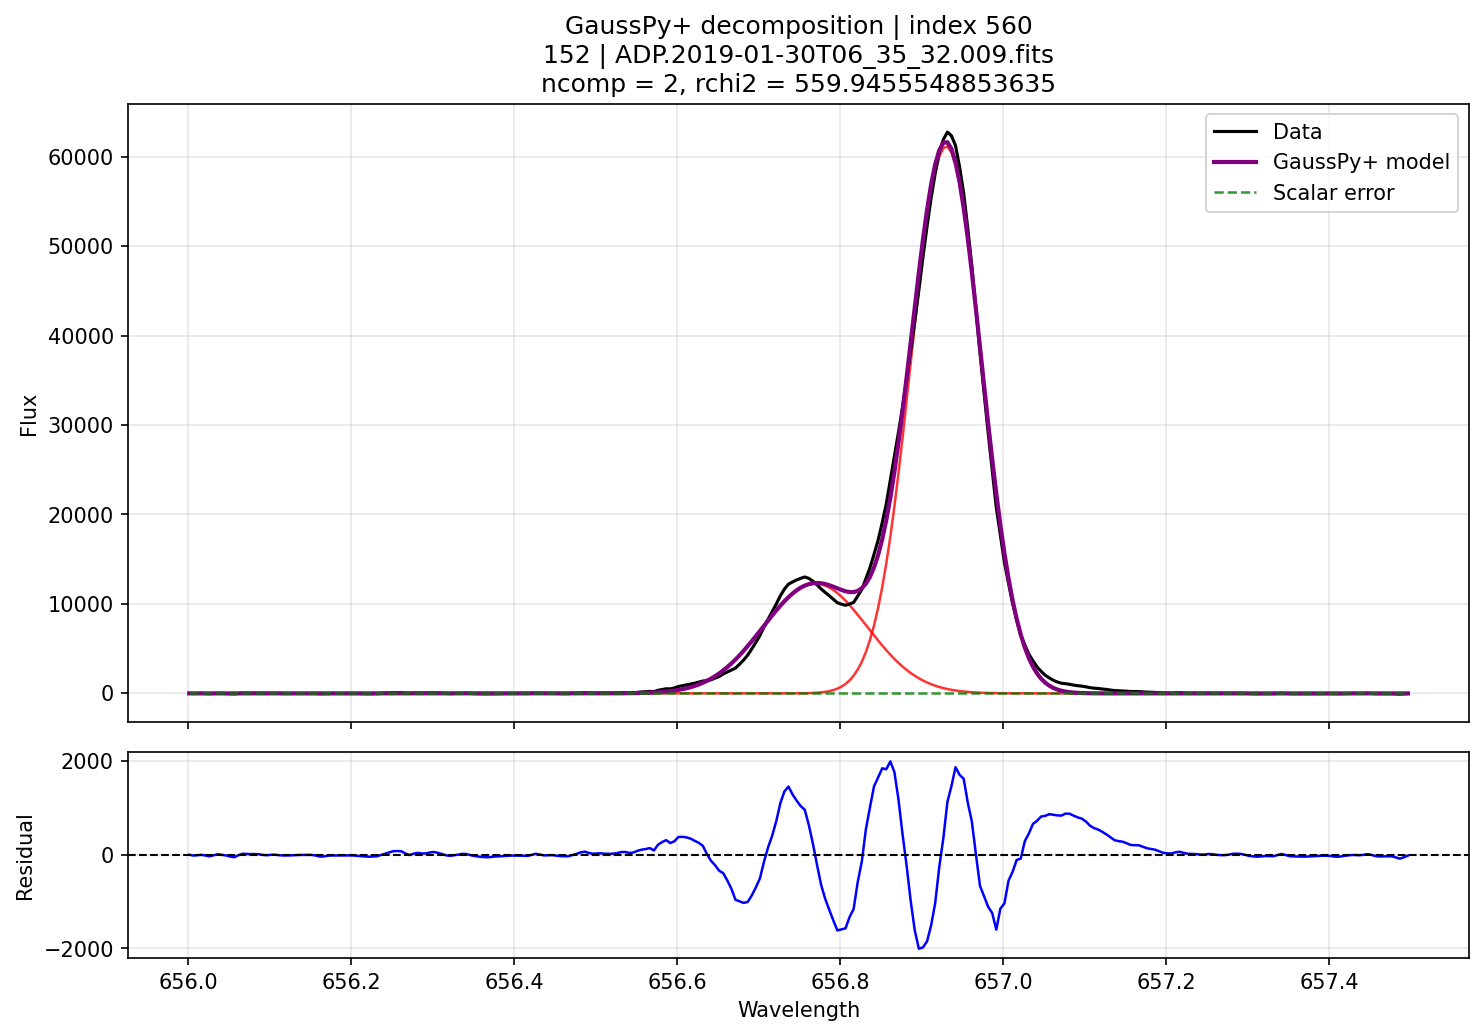 GaussPy+ decomposition | index 560
152 | ADP.2019-01-30T06_35_32.009.fits
ncomp = 2, rchi2 = 559.9455548853635
Data
GaussPy+ model
Scalar error
60000
50000
40000
30000
20000
10000
0
Flux
2000
0
−2000
Residual
656.0
656.2
656.4
656.6
656.8
657.0
657.2
657.4
Wavelength